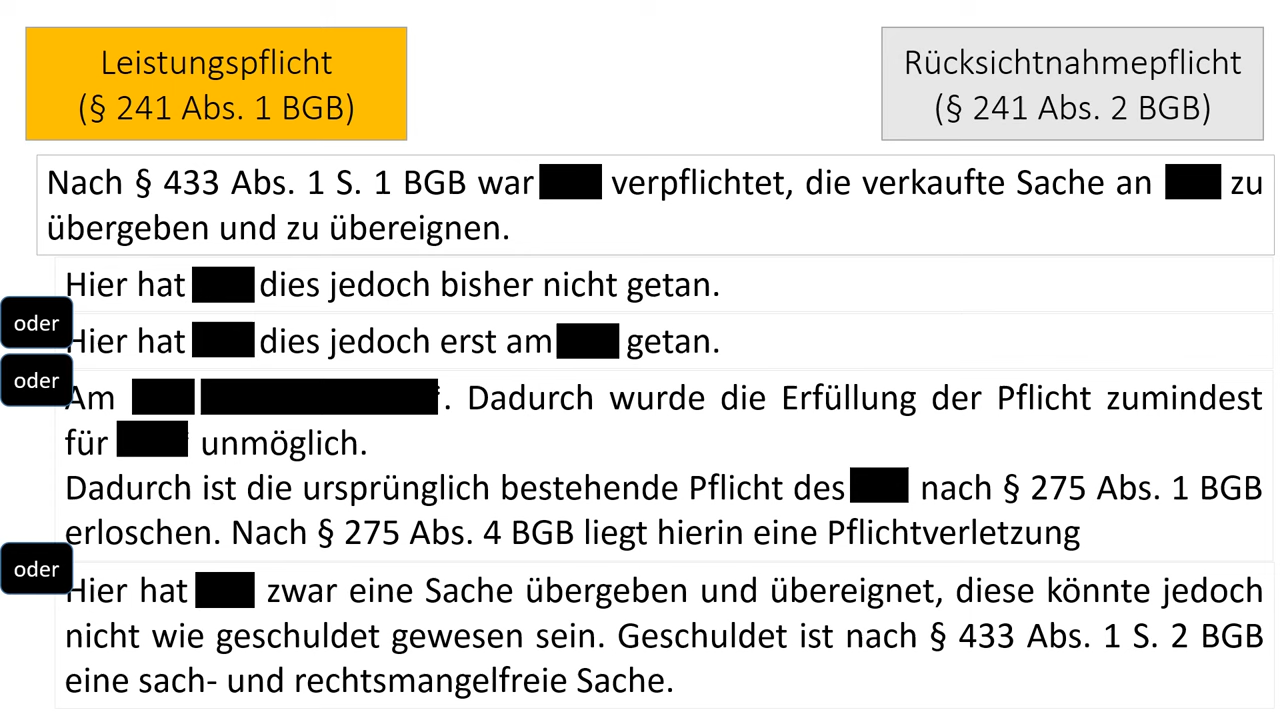 Leistungspflicht
(§ 241 Abs. 1 BGB)
Rücksichtnahmepflicht
(§ 241 Abs. 2 BGB)
Nach § 433 Abs. 1 S. 1 BGB war verpflichtet, die verkaufte Sache an zu
übergeben und zu übereignen.
Hier hat dies jedoch bisher nicht getan.
oder
Hier hat dies jedoch erst am getan.
oder
Am . Dadurch wurde die Erfüllung der Pflicht zumindest
für unmöglich.
Dadurch ist die ursprünglich bestehende Pflicht des nach § 275 Abs. 1 BGB
erloschen. Nach § 275 Abs. 4 BGB liegt hierin eine Pflichtverletzung
oder
Hier hat zwar eine Sache übergeben und übereignet, diese könnte jedoch
nicht wie geschuldet gewesen sein. Geschuldet ist nach § 433 Abs. 1 S. 2 BGB
eine sach- und rechtsmangelfreie Sache.